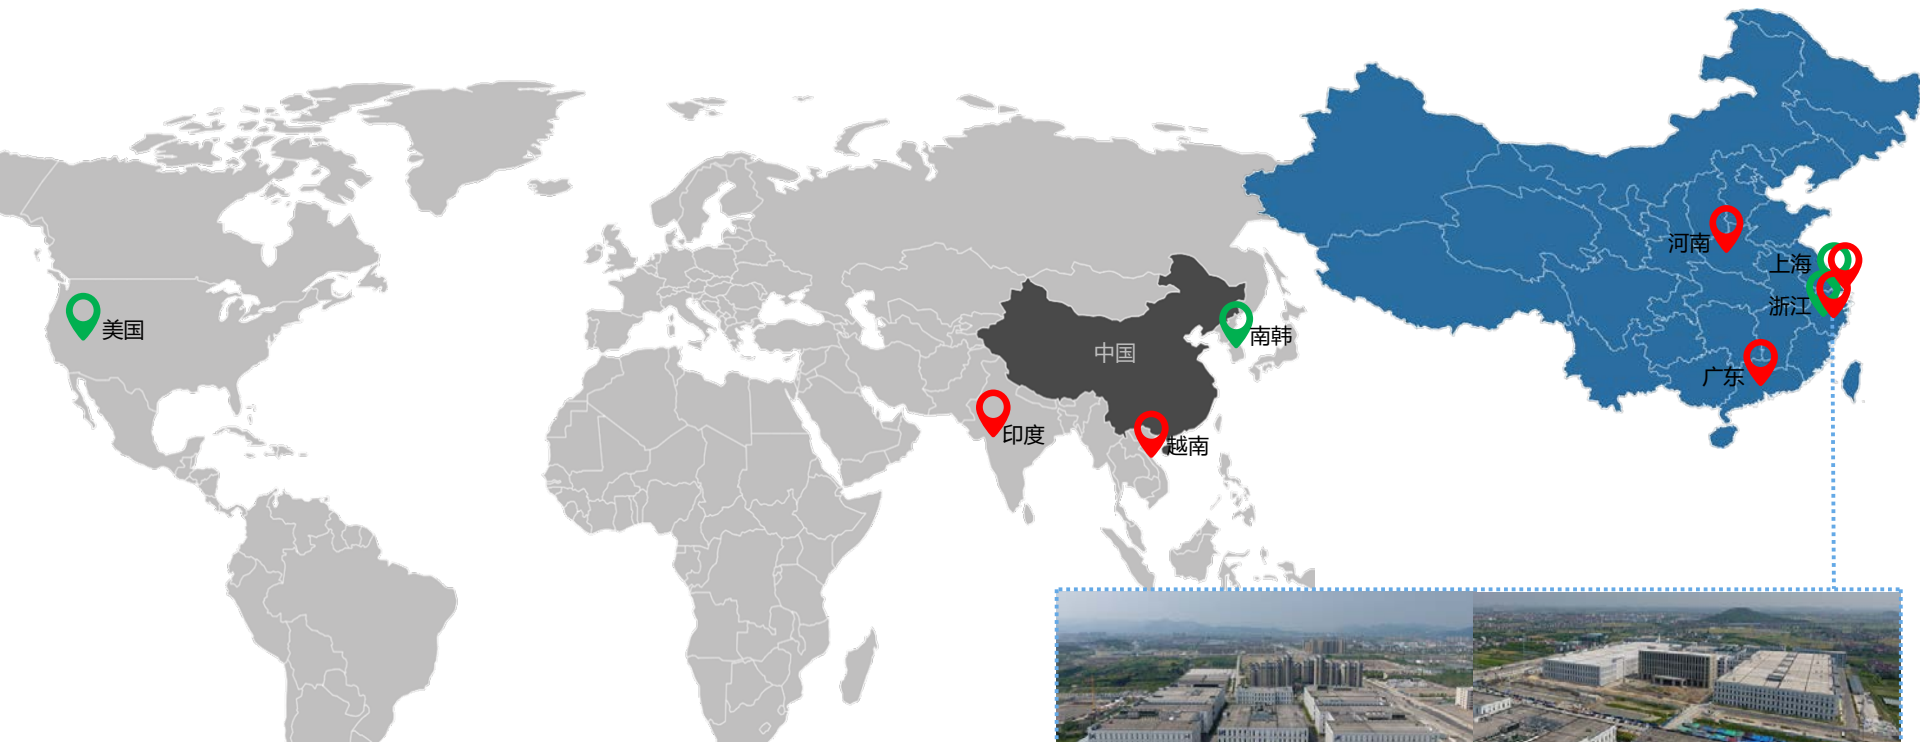 美国
中国
南韩
印度
越南
河南
上海
浙江
广东